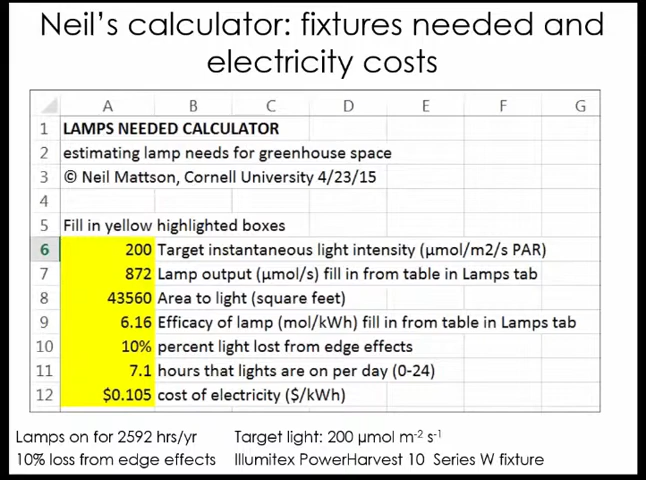 Neil's calculator: fixtures needed and
electricity costs
A B C D E F G
1 LAMPS NEEDED CALCULATOR
2 estimating lamp needs for greenhouse space
3 © Neil Mattson, Cornell University 4/23/15
4
5 Fill in yellow highlighted boxes
6 200 Target instantaneous light intensity (µmol/m2/s PAR)
7 872 Lamp output (µmol/s) fill in from table in Lamps tab
8 43560 Area to light (square feet)
9 6.16 Efficacy of lamp (mol/kWh) fill in from table in Lamps tab
10 10% percent light lost from edge effects
11 7.1 hours that lights are on per day (0-24)
12 $0.105 cost of electricity ($/kWh)
Lamps on for 2592 hrs/yr Target light: 200 µmol m⁻² s⁻¹
10% loss from edge effects Illumitex PowerHarvest 10 Series W fixture